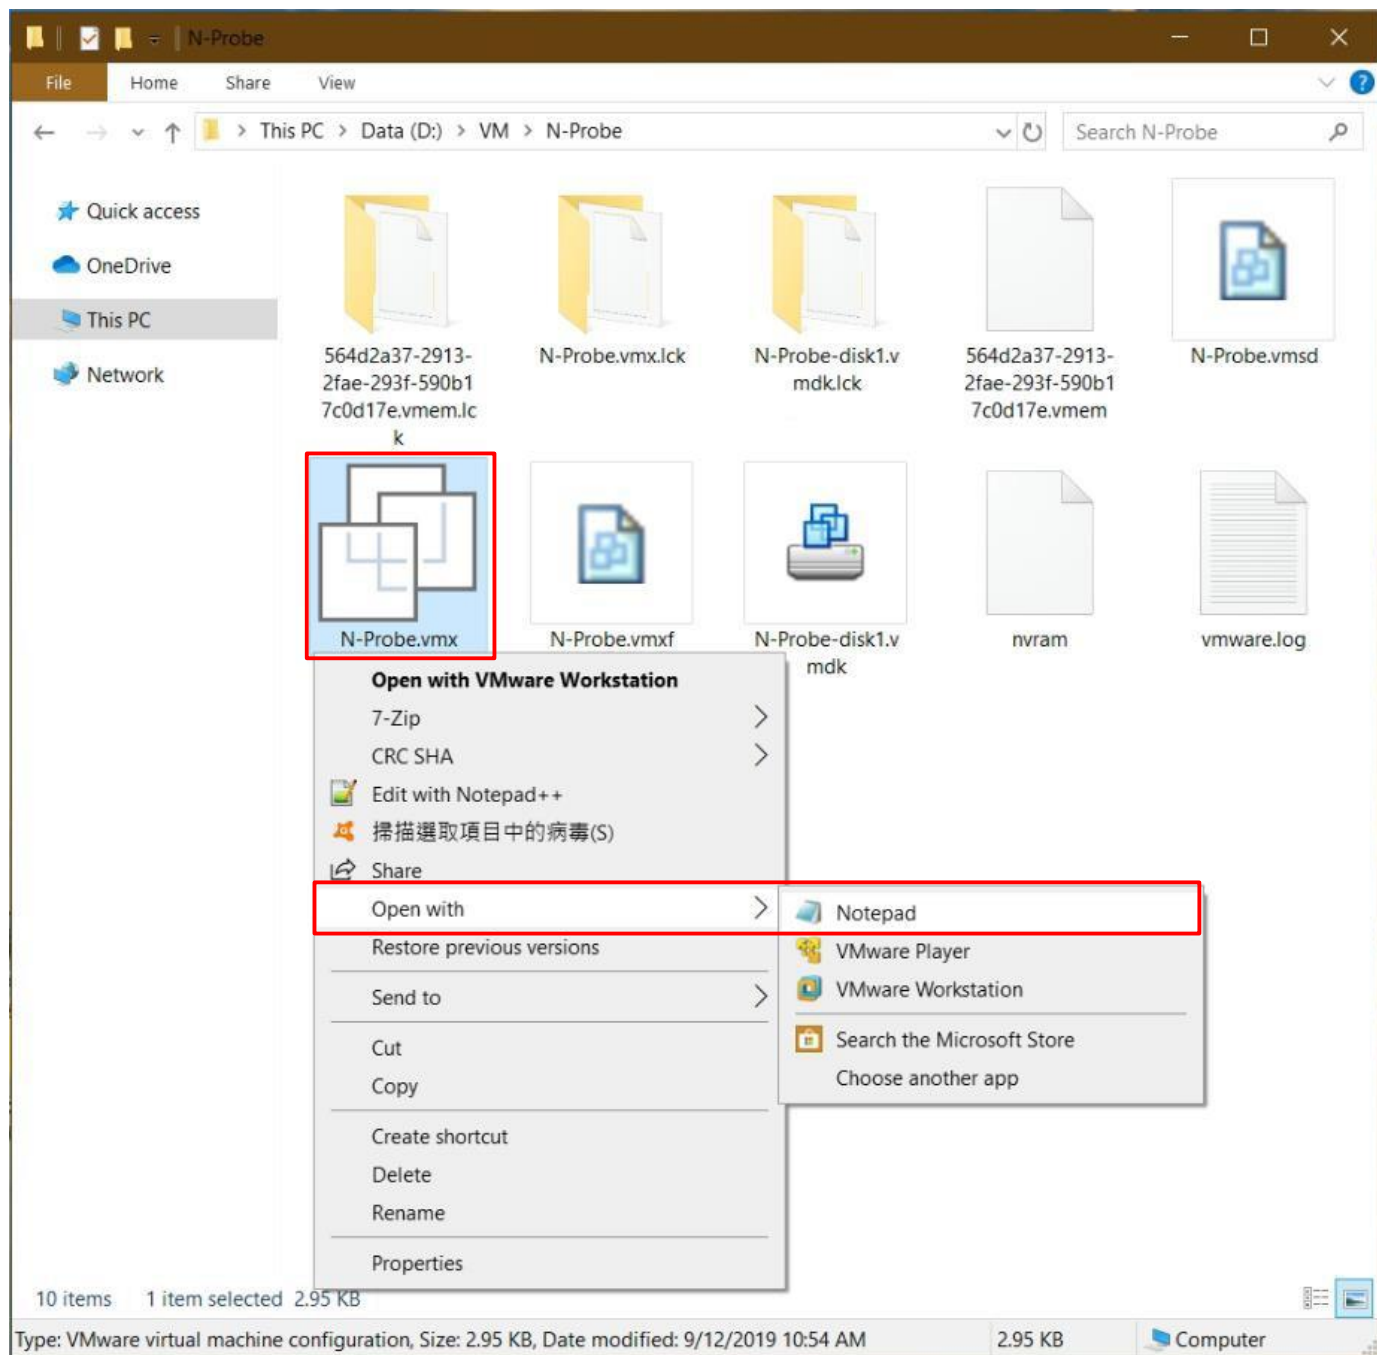 N-Probe
File Home Share View
This PC > Data (D:) > VM > N-Probe
Search N-Probe
Quick access
OneDrive
This PC
Network
564d2a37-2913-
2fae-293f-590b1
7c0d17e.vmem.lc
k
N-Probe.vmx.lck
N-Probe-disk1.v
mdk.lck
564d2a37-2913-
2fae-293f-590b1
7c0d17e.vmem
N-Probe.vmsd
N-Probe.vmx
N-Probe.vmxf
N-Probe-disk1.v
mdk
nvram
vmware.log
Open with VMware Workstation
7-Zip
CRC SHA
Edit with Notepad++
掃描選取項目中的病毒(S)
Share
Open with
Restore previous versions
Send to
Cut
Copy
Create shortcut
Delete
Rename
Properties
Notepad
VMware Player
VMware Workstation
Search the Microsoft Store
Choose another app
10 items 1 item selected 2.95 KB
Type: VMware virtual machine configuration, Size: 2.95 KB, Date modified: 9/12/2019 10:54 AM 2.95 KB Computer